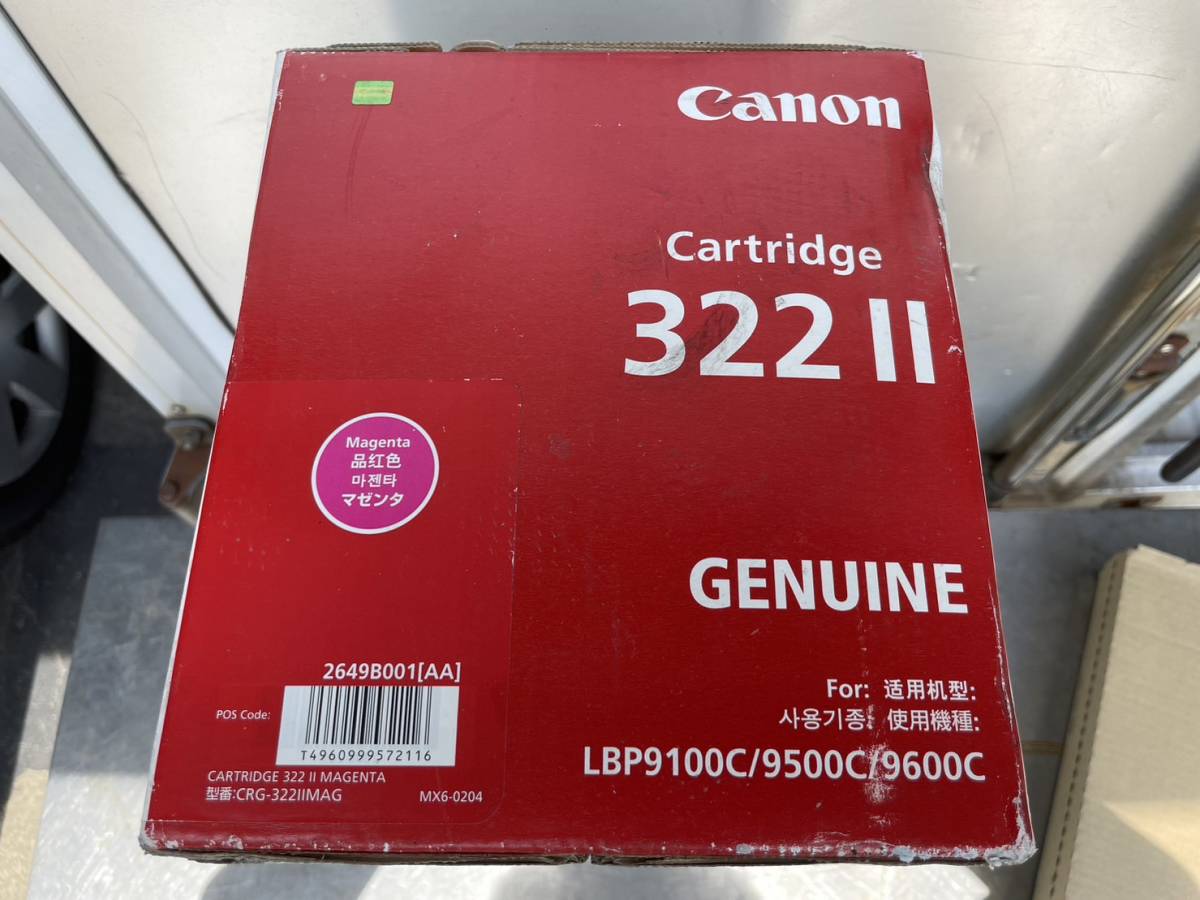 Canon
Cartridge
322 II
Magenta
品红色
마젠타
マゼンタ
GENUINE
2649B001[AA]
POS Code:
T4960999572116
CARTRIDGE 322 II MAGENTA
型番:CRG-322IIMAG
MX6-0204
For: 适用机型:
사용기종: 使用機種:
LBP9100C/9500C/9600C